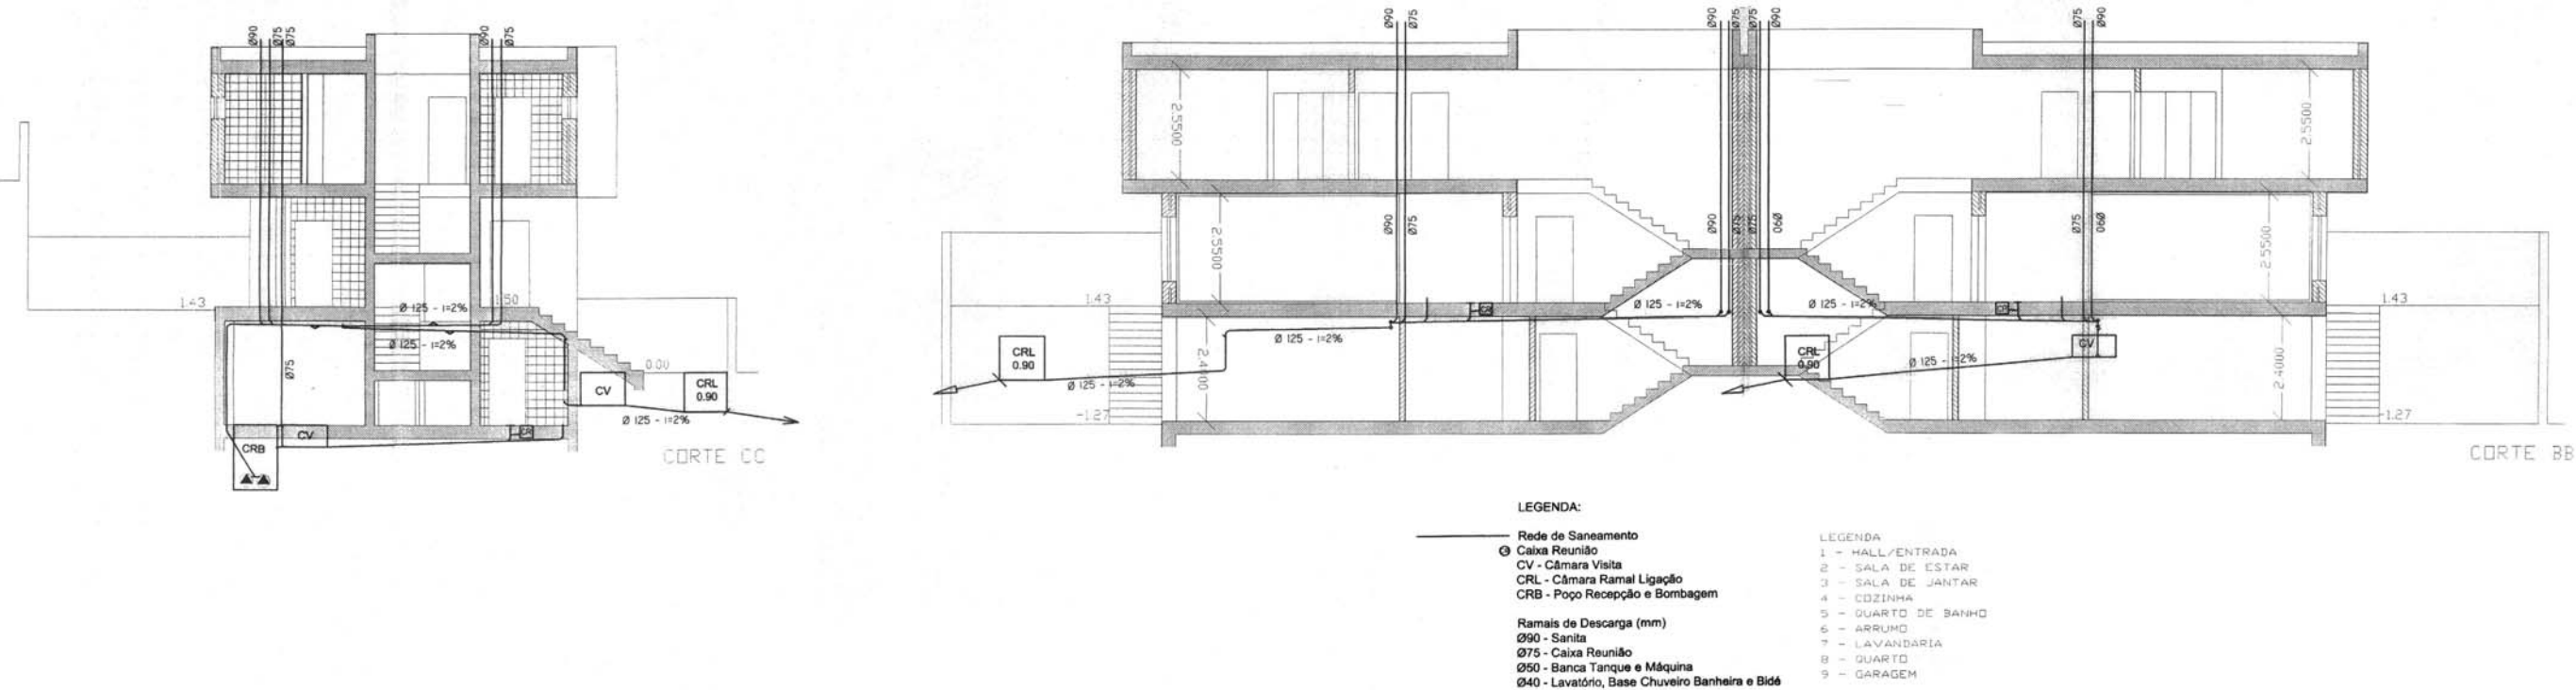 Ø90
Ø75
Ø75
Ø90
Ø75
1.43
1.50
Ø 125 - i=2%
Ø 125 - i=2%
Ø75
0.00
CV
CRL
0.90
Ø 125 - i=2%
CRB
CV
CR
CORTE CC
Ø90
Ø75
Ø90
Ø75
Ø75
Ø90
Ø75
Ø90
2.5500
2.5500
Ø90
Ø75
Ø90
Ø75
Ø75
Ø90
Ø75
Ø90
2.5500
2.5500
1.43
CR
Ø 125 - i=2%
Ø 125 - i=2%
CR
1.43
CRL
0.90
Ø 125 - i=2%
Ø 125 - i=2%
2.4000
CRL
0.90
Ø 125 - i=2%
CV
2.4000
-1.27
-1.27
CORTE BB
LEGENDA:
Rede de Saneamento
Caixa Reunião
CV - Câmara Visita
CRL - Câmara Ramal Ligação
CRB - Poço Recepção e Bombagem
Ramais de Descarga (mm)
Ø90 - Sanita
Ø75 - Caixa Reunião
Ø50 - Banca Tanque e Máquina
Ø40 - Lavatório, Base Chuveiro Banheira e Bidé
LEGENDA
1 - HALL/ENTRADA
2 - SALA DE ESTAR
3 - SALA DE JANTAR
4 - COZINHA
5 - QUARTO DE BANHO
6 - ARRUMO
7 - LAVANDARIA
8 - QUARTO
9 - GARAGEM